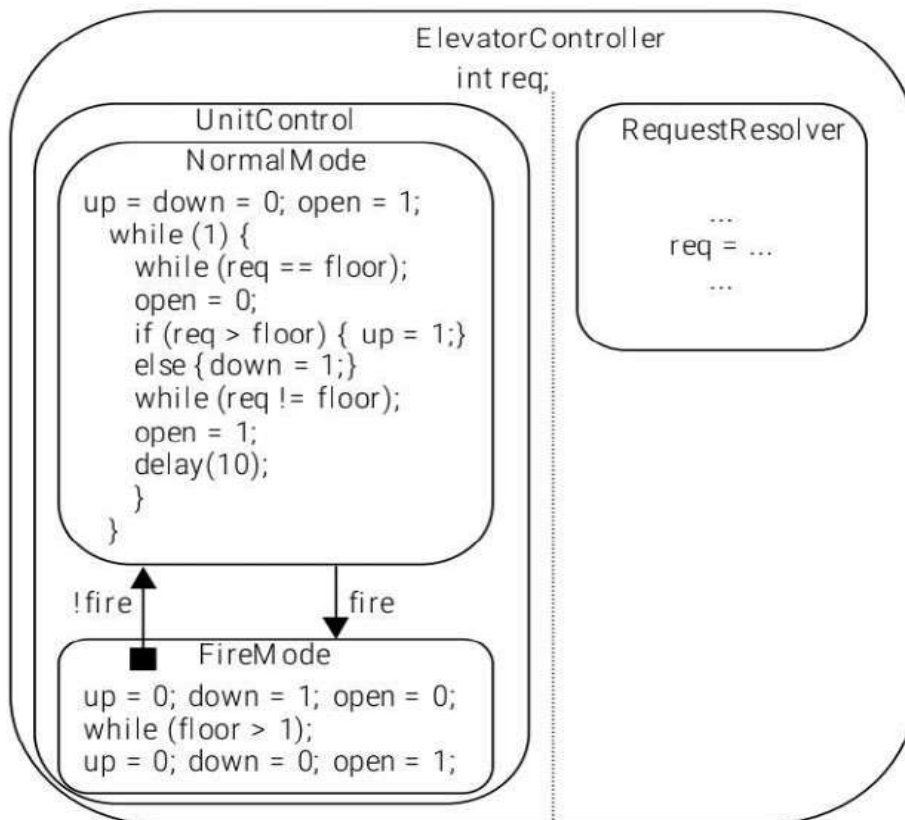 ElevatorController
int req;
UnitControl
NormalMode
up = down = 0; open = 1;
while (1) {
while (req == floor);
open = 0;
if (req > floor) { up = 1;}
else {down = 1;}
while (req != floor);
open = 1;
delay(10);
}
}
!fire
fire
FireMode
up = 0; down = 1; open = 0;
while (floor > 1);
up = 0; down = 0; open = 1;
RequestResolver
...
req = ...
...